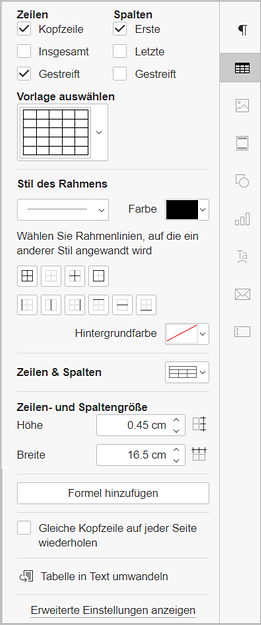 Zeilen Spalten
Kopfzeile Erste
Insgesamt Letzte
Gestreift Gestreift
Vorlage auswählen
Stil des Rahmens
Farbe
Wählen Sie Rahmenlinien, auf die ein
anderer Stil angewandt wird
Hintergrundfarbe
Zeilen & Spalten
Zeilen- und Spaltengröße
Höhe 0.45 cm
Breite 16.5 cm
Formel hinzufügen
Gleiche Kopfzeile auf jeder Seite
wiederholen
Tabelle in Text umwandeln
Erweiterte Einstellungen anzeigen
Ta